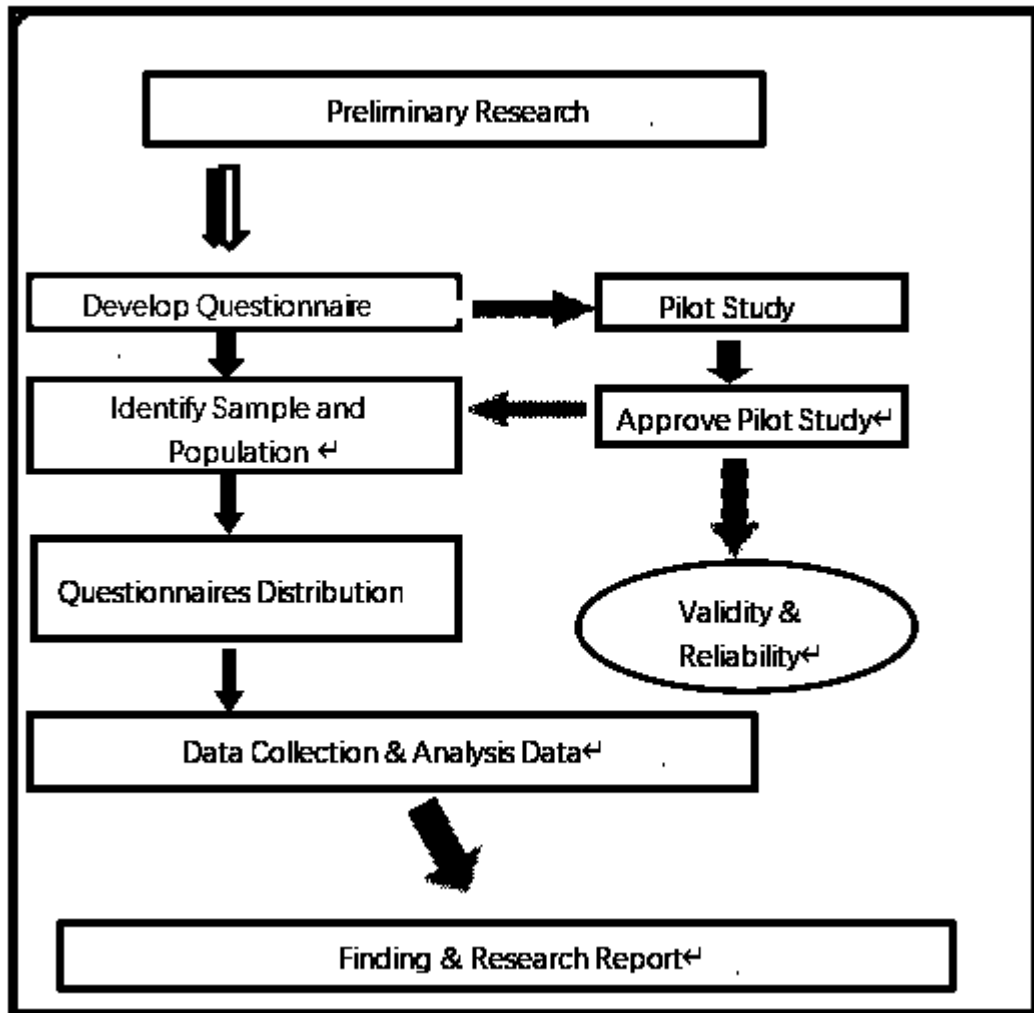 Preliminary Research
Develop Questionnaire
Pilot Study
Identify Sample and
Population ↵
Approve Pilot Study↵
Questionnaires Distribution
Validity &
Reliability↵
Data Collection & Analysis Data↵
Finding & Research Report↵